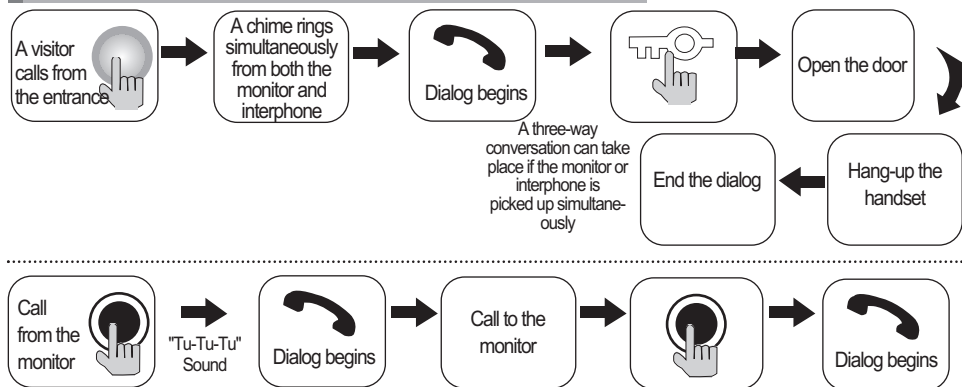 A visitor
calls from
the entrance
A chime rings
simultaneously
from both the
monitor and
interphone
Dialog begins
A three-way
conversation can take
place if the monitor or
interphone is
picked up simultane-
ously
Open the door
Hang-up the
handset
End the dialog
Call
from the
monitor
"Tu-Tu-Tu"
Sound
Dialog begins
Call to the
monitor
Dialog begins